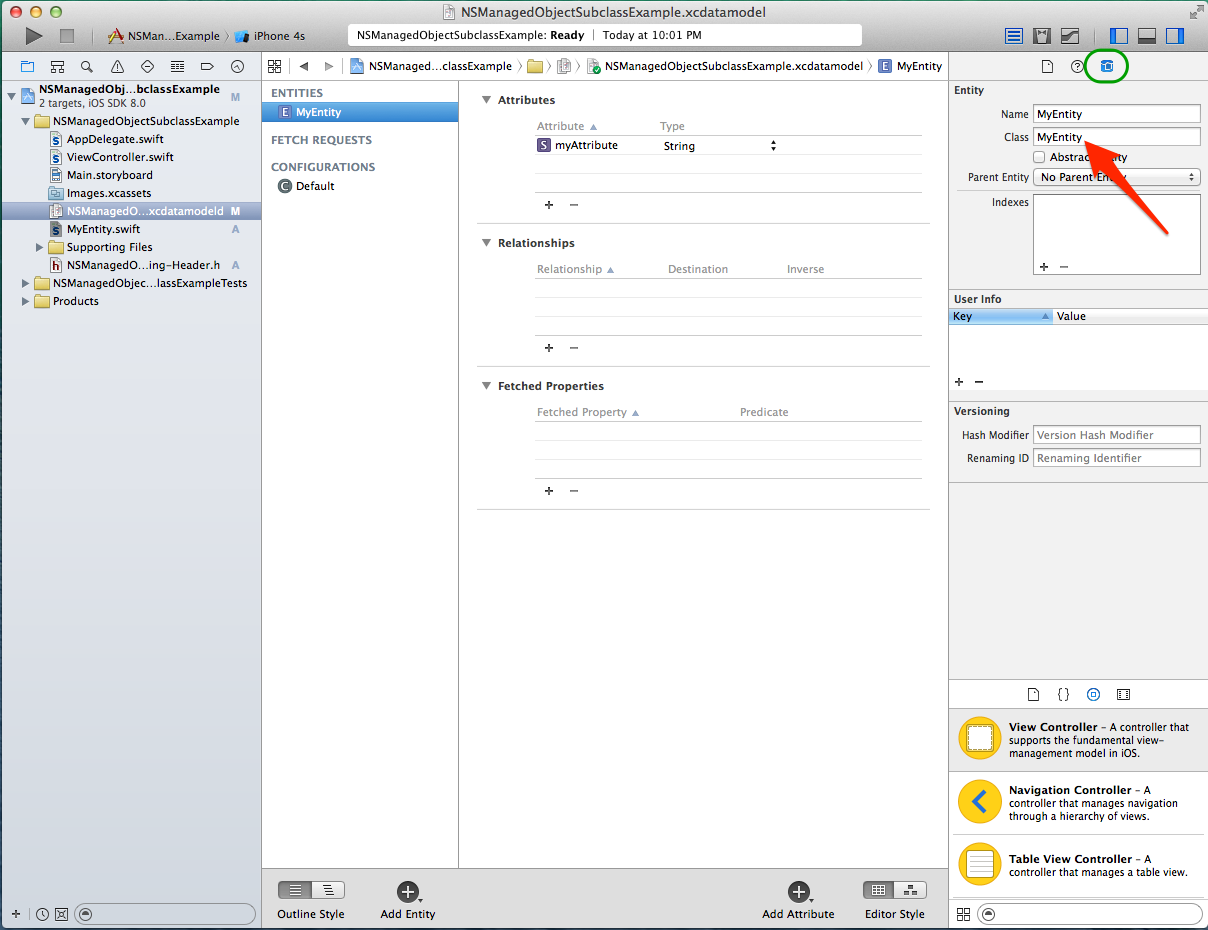 NSManagedObjectSubclassExample.xcdatamodel
NSMan...Example
iPhone 4s
NSManagedObjectSubclassExample: Ready | Today at 10:01 PM
NSManaged...classExample
NSManagedObjectSubclassExample.xcdatamodel
MyEntity
NSManagedObj...bclassExample
M
2 targets, iOS SDK 8.0
NSManagedObjectSubclassExample
AppDelegate.swift
ViewController.swift
Main.storyboard
Images.xcassets
NSManagedO...xcdatamodeld
M
MyEntity.swift
A
Supporting Files
NSManagedO...ing-Header.h
A
NSManagedObjec...lassExampleTests
Products
ENTITIES
E MyEntity
FETCH REQUESTS
CONFIGURATIONS
C Default
Attributes
Attribute
Type
S myAttribute
String
Relationships
Relationship
Destination
Inverse
Fetched Properties
Fetched Property
Predicate
Entity
Name MyEntity
Class MyEntity
Parent Entity No Parent
Indexes
User Info
Key
Value
Versioning
Hash Modifier Version Hash Modifier
Renaming ID Renaming Identifier
View Controller – A controller that
supports the fundamental view-
management model in iOS.
Navigation Controller – A
controller that manages navigation
through a hierarchy of views.
Table View Controller – A
controller that manages a table view.
Outline Style
Add Entity
Add Attribute
Editor Style